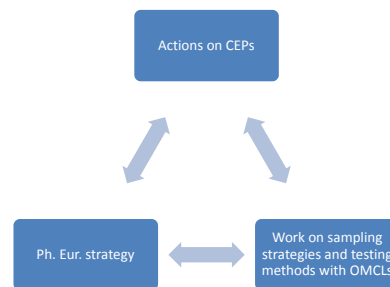 Actions on CEPs
Ph. Eur. strategy
Work on sampling
strategies and testing
methods with OMCLs